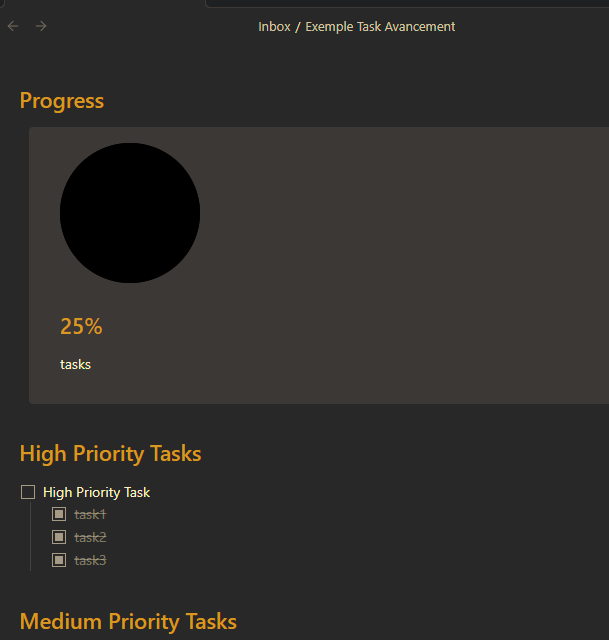 Inbox / Exemple Task Avancement
Progress
25%
tasks
High Priority Tasks
High Priority Task
task1
task2
task3
Medium Priority Tasks